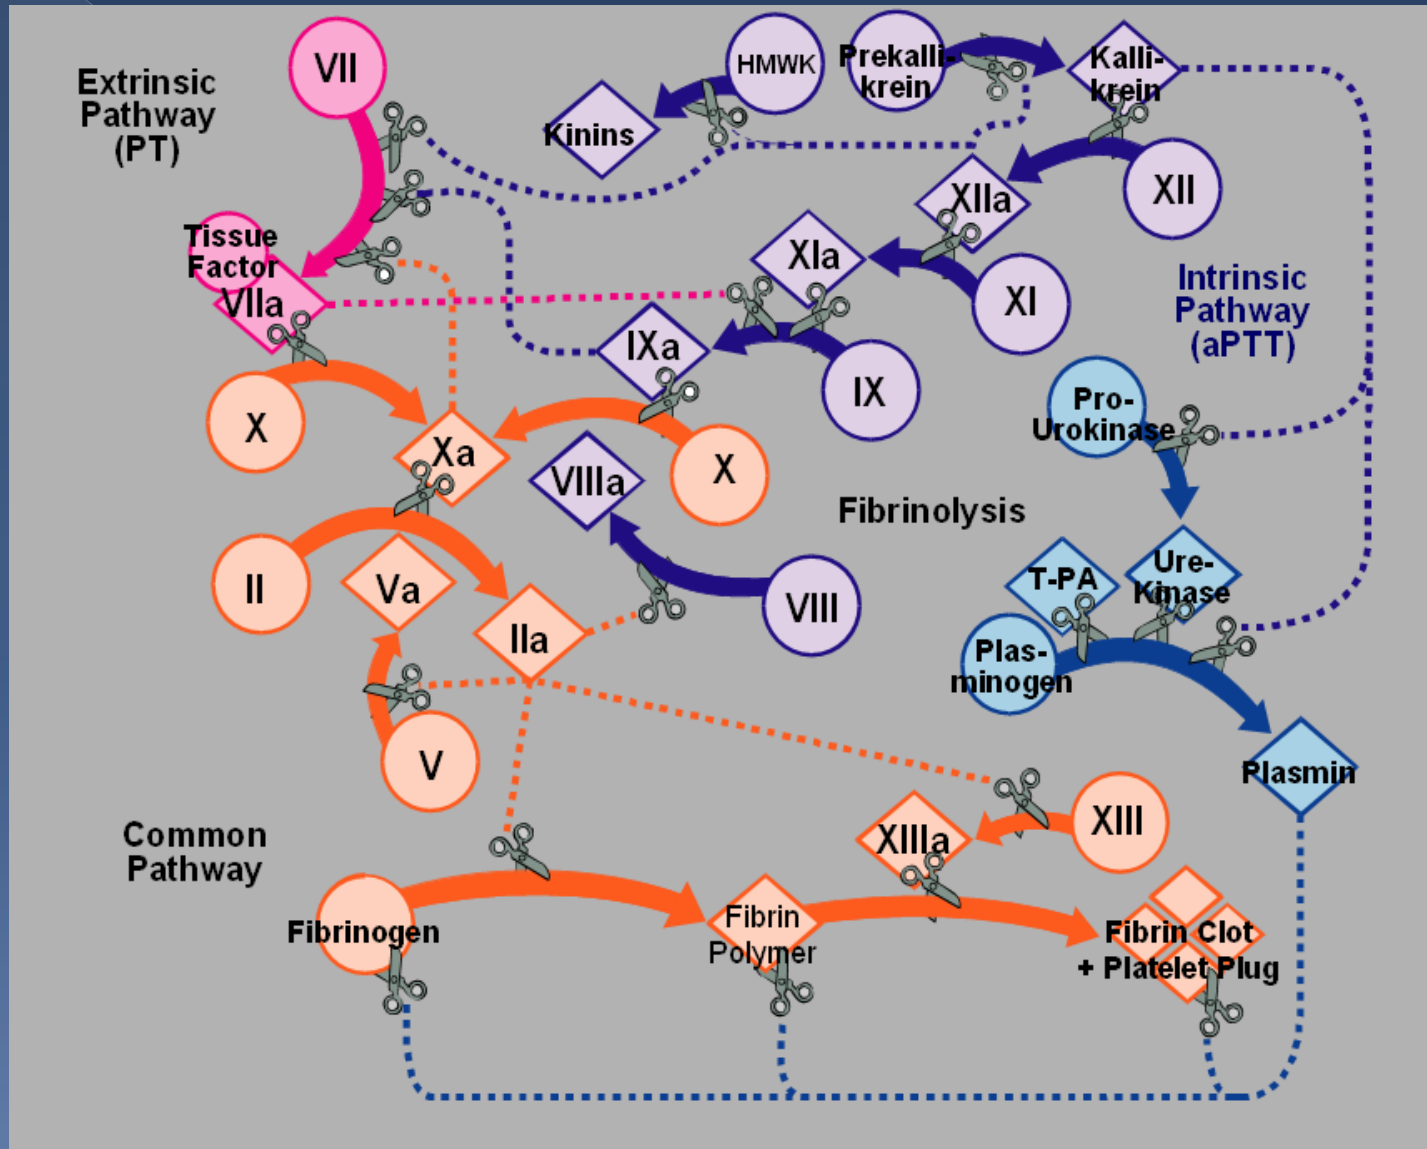 Extrinsic
Pathway
(PT)
VII
HMWK
Prekalli-
krein
Kalli-
krein
Kinins
XII
XIIa
Tissue
Factor
VIIa
XIa
XI
Intrinsic
Pathway
(aPTT)
IXa
IX
X
Xa
X
VIIIa
Pro-
Urokinase
Fibrinolysis
II
Va
IIa
VIII
T-PA
Ure-
Kinase
Plas-
minogen
V
Plasmin
Common
Pathway
XIIIa
XIII
Fibrinogen
Fibrin
Polymer
Fibrin Clot
+ Platelet Plug